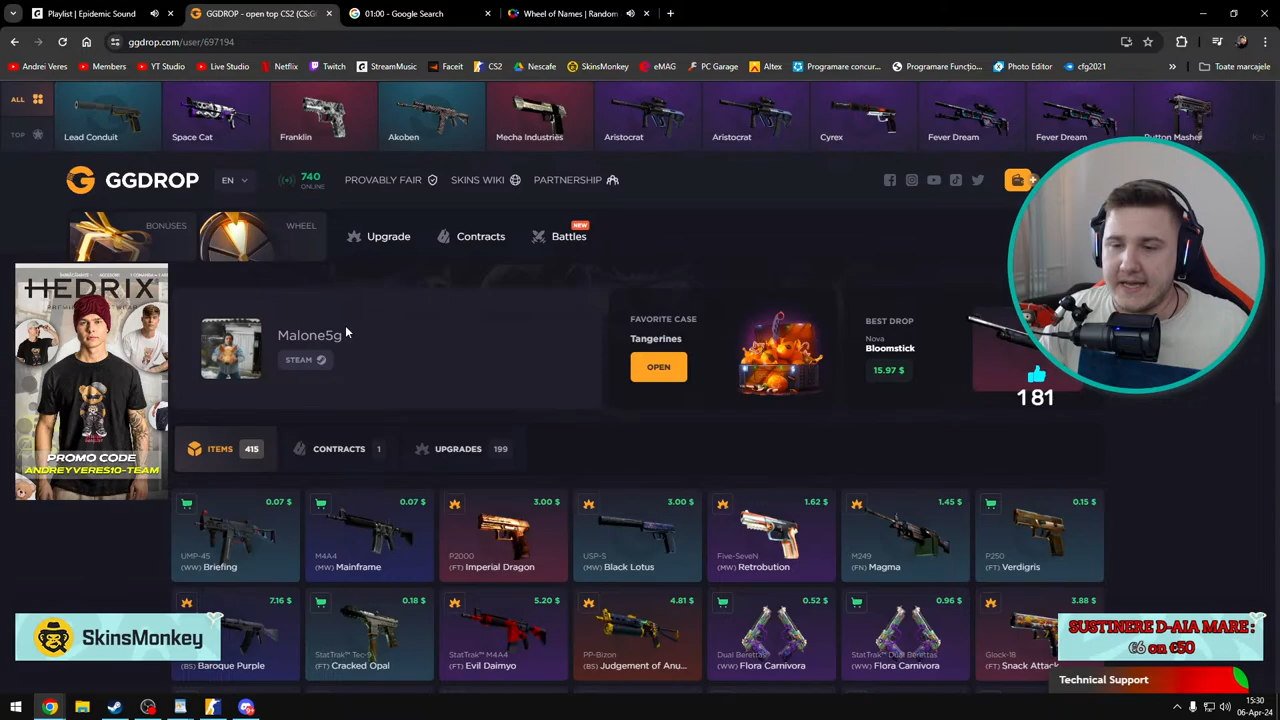 Playlist | Epidemic Sound
GGDROP - open top CS2 (CS:G
01:00 - Google Search
Wheel of Names | Random
ggdrop.com/user/697194
Andrei Veres
Members
YT Studio
Live Studio
Netflix
Twitch
StreamMusic
Faceit
CS2
Nescafe
SkinsMonkey
eMAG
PC Garage
Altex
Programare concur...
Programare Funcțio...
Photo Editor
cfg2021
Toate marcajele
ALL
TOP
Lead Conduit
Space Cat
Franklin
Akoben
Mecha Industries
Aristocrat
Aristocrat
Cyrex
Fever Dream
Fever Dream
Button Masher
GGDROP
EN
740
ONLINE
PROVABLY FAIR
SKINS WIKI
PARTNERSHIP
BONUSES
WHEEL
Upgrade
Contracts
NEW
Battles
HEDRIX
PROMO CODE
ANDREYVERES10-TEAM
Malone5g
STEAM
FAVORITE CASE
Tangerines
OPEN
BEST DROP
Nova
Bloomstick
15.97 $
181
ITEMS 415
CONTRACTS 1
UPGRADES 199
0.07 $
UMP-45
(WW) Briefing
0.07 $
M4A4
(MW) Mainframe
3.00 $
P2000
(FT) Imperial Dragon
3.00 $
USP-S
(MW) Black Lotus
1.62 $
Five-SeveN
(MW) Retrobution
1.45 $
M249
(FN) Magma
0.15 $
P250
(FT) Verdigris
7.16 $
(BS) Baroque Purple
0.18 $
StatTrak™ Tec-9
(FT) Cracked Opal
5.20 $
StatTrak™ M4A4
(FT) Evil Daimyo
4.81 $
PP-Bizon
(BS) Judgement of Anu...
0.52 $
Dual Berettas
(WW) Flora Carnivora
0.96 $
StatTrak™ Dual Berettas
(WW) Flora Carnivora
3.88 $
Glock-18
(FT) Snack Attack
SkinsMonkey
SUSTINERE D-AIA MARE :
€6 on €50
Technical Support
15:30
06-Apr-24